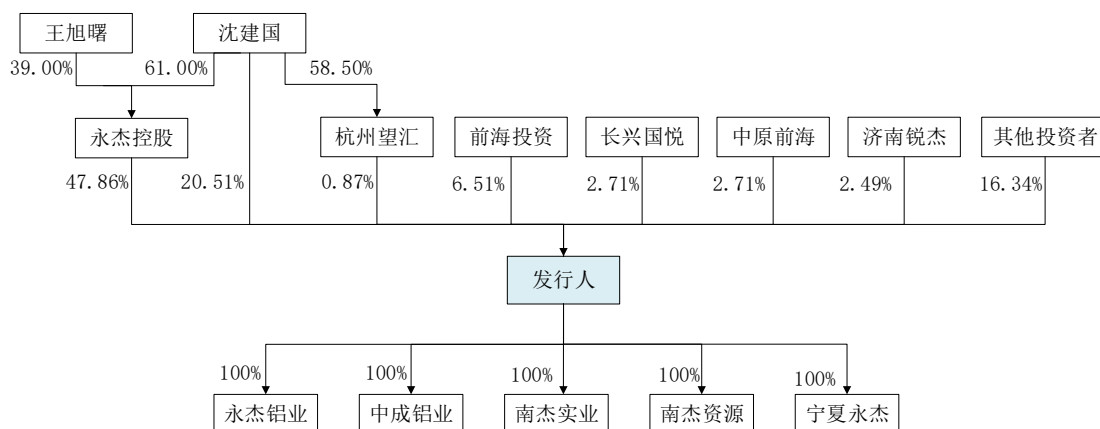 王旭曙
沈建国
39.00%
61.00%
58.50%
永杰控股
杭州望汇
前海投资
长兴国悦
中原前海
济南锐杰
其他投资者
47.86%
20.51%
0.87%
6.51%
2.71%
2.71%
2.49%
16.34%
发行人
100%
100%
100%
100%
100%
永杰铝业
中成铝业
南杰实业
南杰资源
宁夏永杰